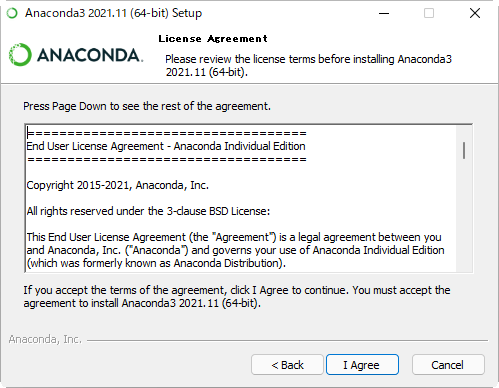 Anaconda3 2021.11 (64-bit) Setup
ANACONDA.
License Agreement
Please review the license terms before installing Anaconda3
2021.11 (64-bit).
Press Page Down to see the rest of the agreement.
===================================
End User License Agreement - Anaconda Individual Edition
===================================
Copyright 2015-2021, Anaconda, Inc.
All rights reserved under the 3-clause BSD License:
This End User License Agreement (the "Agreement") is a legal agreement between you
and Anaconda, Inc. ("Anaconda") and governs your use of Anaconda Individual Edition
(which was formerly known as Anaconda Distribution).
If you accept the terms of the agreement, click I Agree to continue. You must accept the
agreement to install Anaconda3 2021.11 (64-bit).
Anaconda, Inc.
< Back
I Agree
Cancel